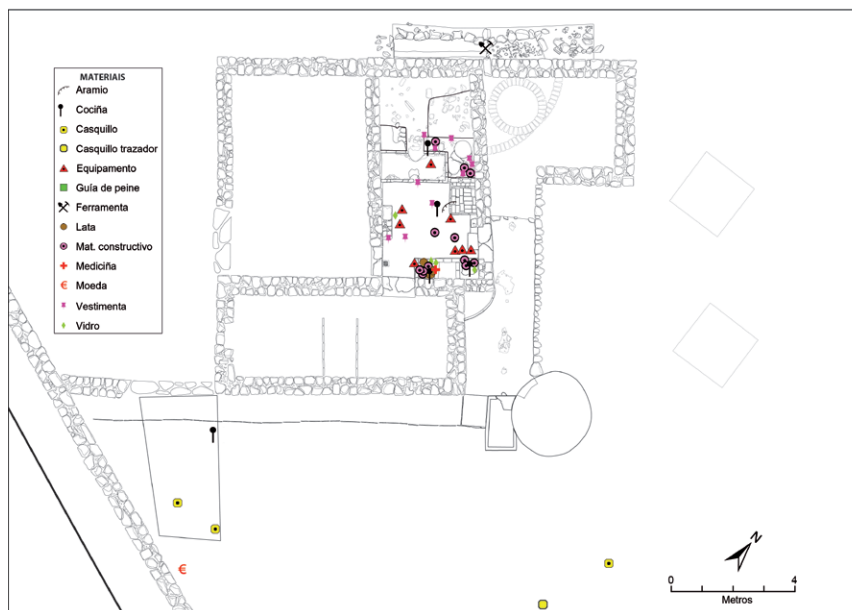 MATERIAIS
Aramio
Cociña
Casquillo
Casquillo trazador
Equipamento
Guía de peine
Ferramenta
Lata
Mat. constructivo
Mediciña
Moeda
Vestimenta
Vidro
N
0 4
Metros